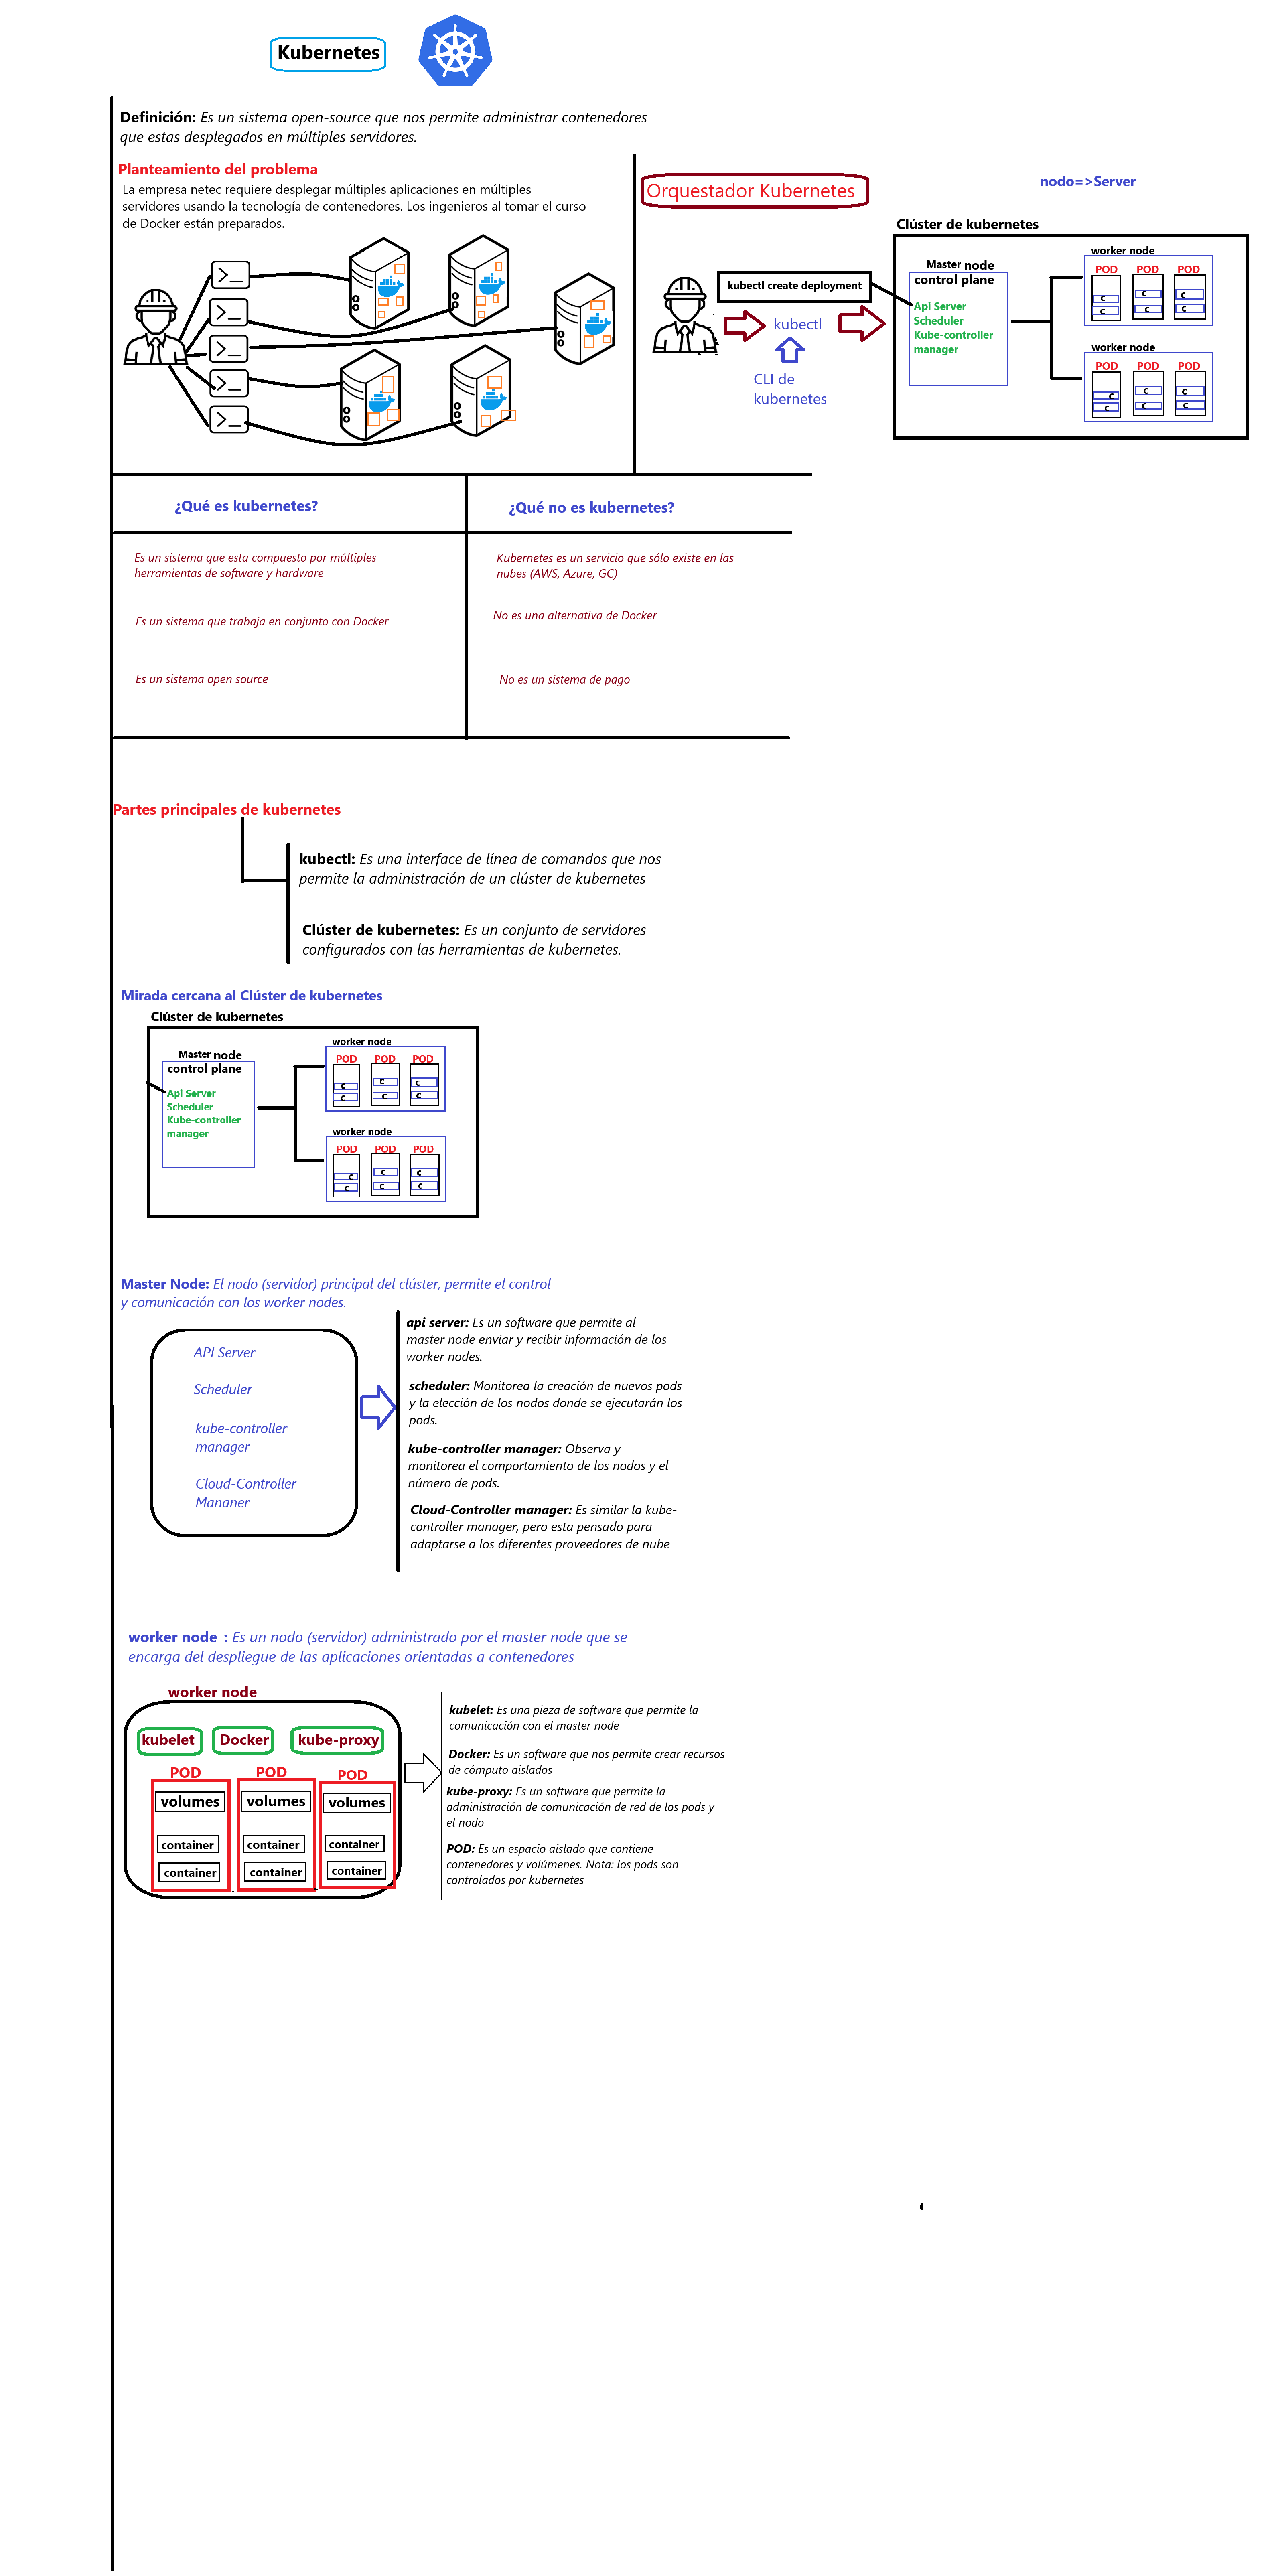 Kubernetes
Definición: Es un sistema open-source que nos permite administrar contenedores
que estas desplegados en múltiples servidores.
Planteamiento del problema
La empresa netec requiere desplegar múltiples aplicaciones en múltiples
servidores usando la tecnología de contenedores. Los ingenieros al tomar el curso
de Docker están preparados.
>_
>_
>_
>_
>_
Orquestador Kubernetes
nodo=>Server
kubectl create deployment
kubectl
CLI de
kubernetes
Clúster de kubernetes
Master node
control plane
Api Server
Scheduler
Kube-controller
manager
worker node
POD POD POD
c c c
c c c
worker node
POD POD POD
c c c
c c c
¿Qué es kubernetes?
¿Qué no es kubernetes?
Es un sistema que esta compuesto por múltiples
herramientas de software y hardware
Kubernetes es un servicio que sólo existe en las
nubes (AWS, Azure, GC)
Es un sistema que trabaja en conjunto con Docker
No es una alternativa de Docker
Es un sistema open source
No es un sistema de pago
Partes principales de kubernetes
kubectl: Es una interface de línea de comandos que nos
permite la administración de un clúster de kubernetes
Clúster de kubernetes: Es un conjunto de servidores
configurados con las herramientas de kubernetes.
Mirada cercana al Clúster de kubernetes
Clúster de kubernetes
Master node
control plane
Api Server
Scheduler
Kube-controller
manager
worker node
POD POD POD
c c c
c c c
worker node
POD POD POD
c c c
c c c
Master Node: El nodo (servidor) principal del clúster, permite el control
y comunicación con los worker nodes.
API Server
Scheduler
kube-controller
manager
Cloud-Controller
Mananer
api server: Es un software que permite al
master node enviar y recibir información de los
worker nodes.
scheduler: Monitorea la creación de nuevos pods
y la elección de los nodos donde se ejecutarán los
pods.
kube-controller manager: Observa y
monitorea el comportamiento de los nodos y el
número de pods.
Cloud-Controller manager: Es similar la kube-
controller manager, pero esta pensado para
adaptarse a los diferentes proveedores de nube
worker node : Es un nodo (servidor) administrado por el master node que se
encarga del despliegue de las aplicaciones orientadas a contenedores
worker node
kubelet Docker kube-proxy
POD POD POD
volumes volumes volumes
container container container
container container container
kubelet: Es una pieza de software que permite la
comunicación con el master node
Docker: Es un software que nos permite crear recursos
de cómputo aislados
kube-proxy: Es un software que permite la
administración de comunicación de red de los pods y
el nodo
POD: Es un espacio aislado que contiene
contenedores y volúmenes. Nota: los pods son
controlados por kubernetes